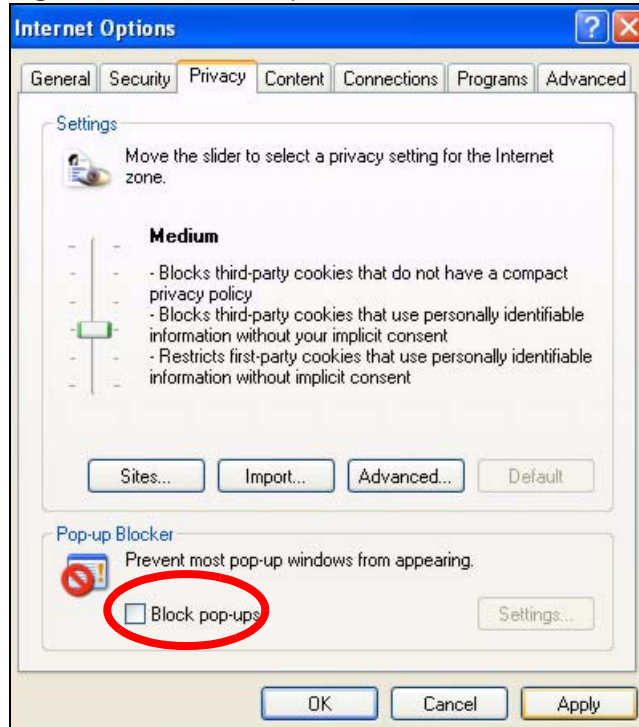 Internet Options
General Security Privacy Content Connections Programs Advanced
Settings
Move the slider to select a privacy setting for the Internet
zone.
Medium
- Blocks third-party cookies that do not have a compact
privacy policy
- Blocks third-party cookies that use personally identifiable
information without your implicit consent
- Restricts first-party cookies that use personally identifiable
information without implicit consent
Sites... Import... Advanced... Default
Pop-up Blocker
Prevent most pop-up windows from appearing.
Block pop-ups Settings...
OK Cancel Apply